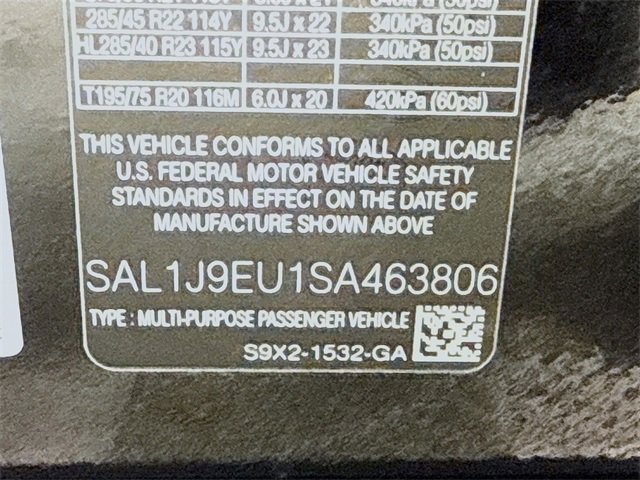 285/45 R22 114Y 9.5J x 22 340kPa (50psi)
HL285/40 R23 115Y 9.5J x 23 340kPa (50psi)
T195/75 R20 116M 6.0J x 20 420kPa (60psi)
THIS VEHICLE CONFORMS TO ALL APPLICABLE
U.S. FEDERAL MOTOR VEHICLE SAFETY
STANDARDS IN EFFECT ON THE DATE OF
MANUFACTURE SHOWN ABOVE
SAL1J9EU1SA463806
TYPE : MULTI-PURPOSE PASSENGER VEHICLE
S9X2-1532-GA